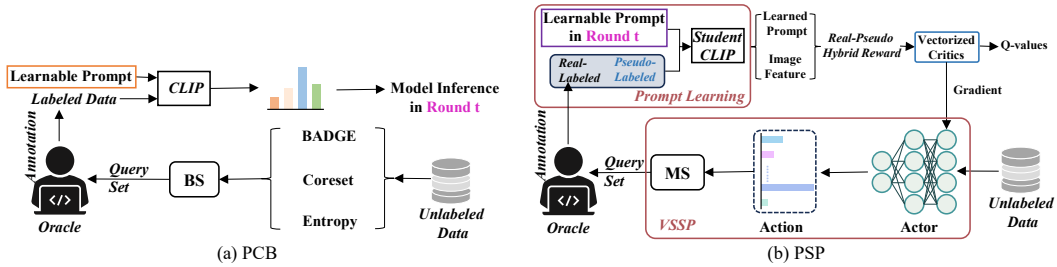 Learnable Prompt
Labeled Data
CLIP
Model Inference
in Round t
Annotation
Oracle
Query
Set
BS
BADGE
Coreset
Entropy
Unlabeled
Data
(a) PCB
Learnable Prompt
in Round t
Real-
Labeled
Pseudo-
Labeled
Student
CLIP
Prompt Learning
Learned
Prompt
Image
Feature
Real-Pseudo
Hybrid Reward
Vectorized
Critics
Q-values
Gradient
Annotation
Oracle
Query
Set
MS
VSSP
Action
Actor
Unlabeled
Data
(b) PSP